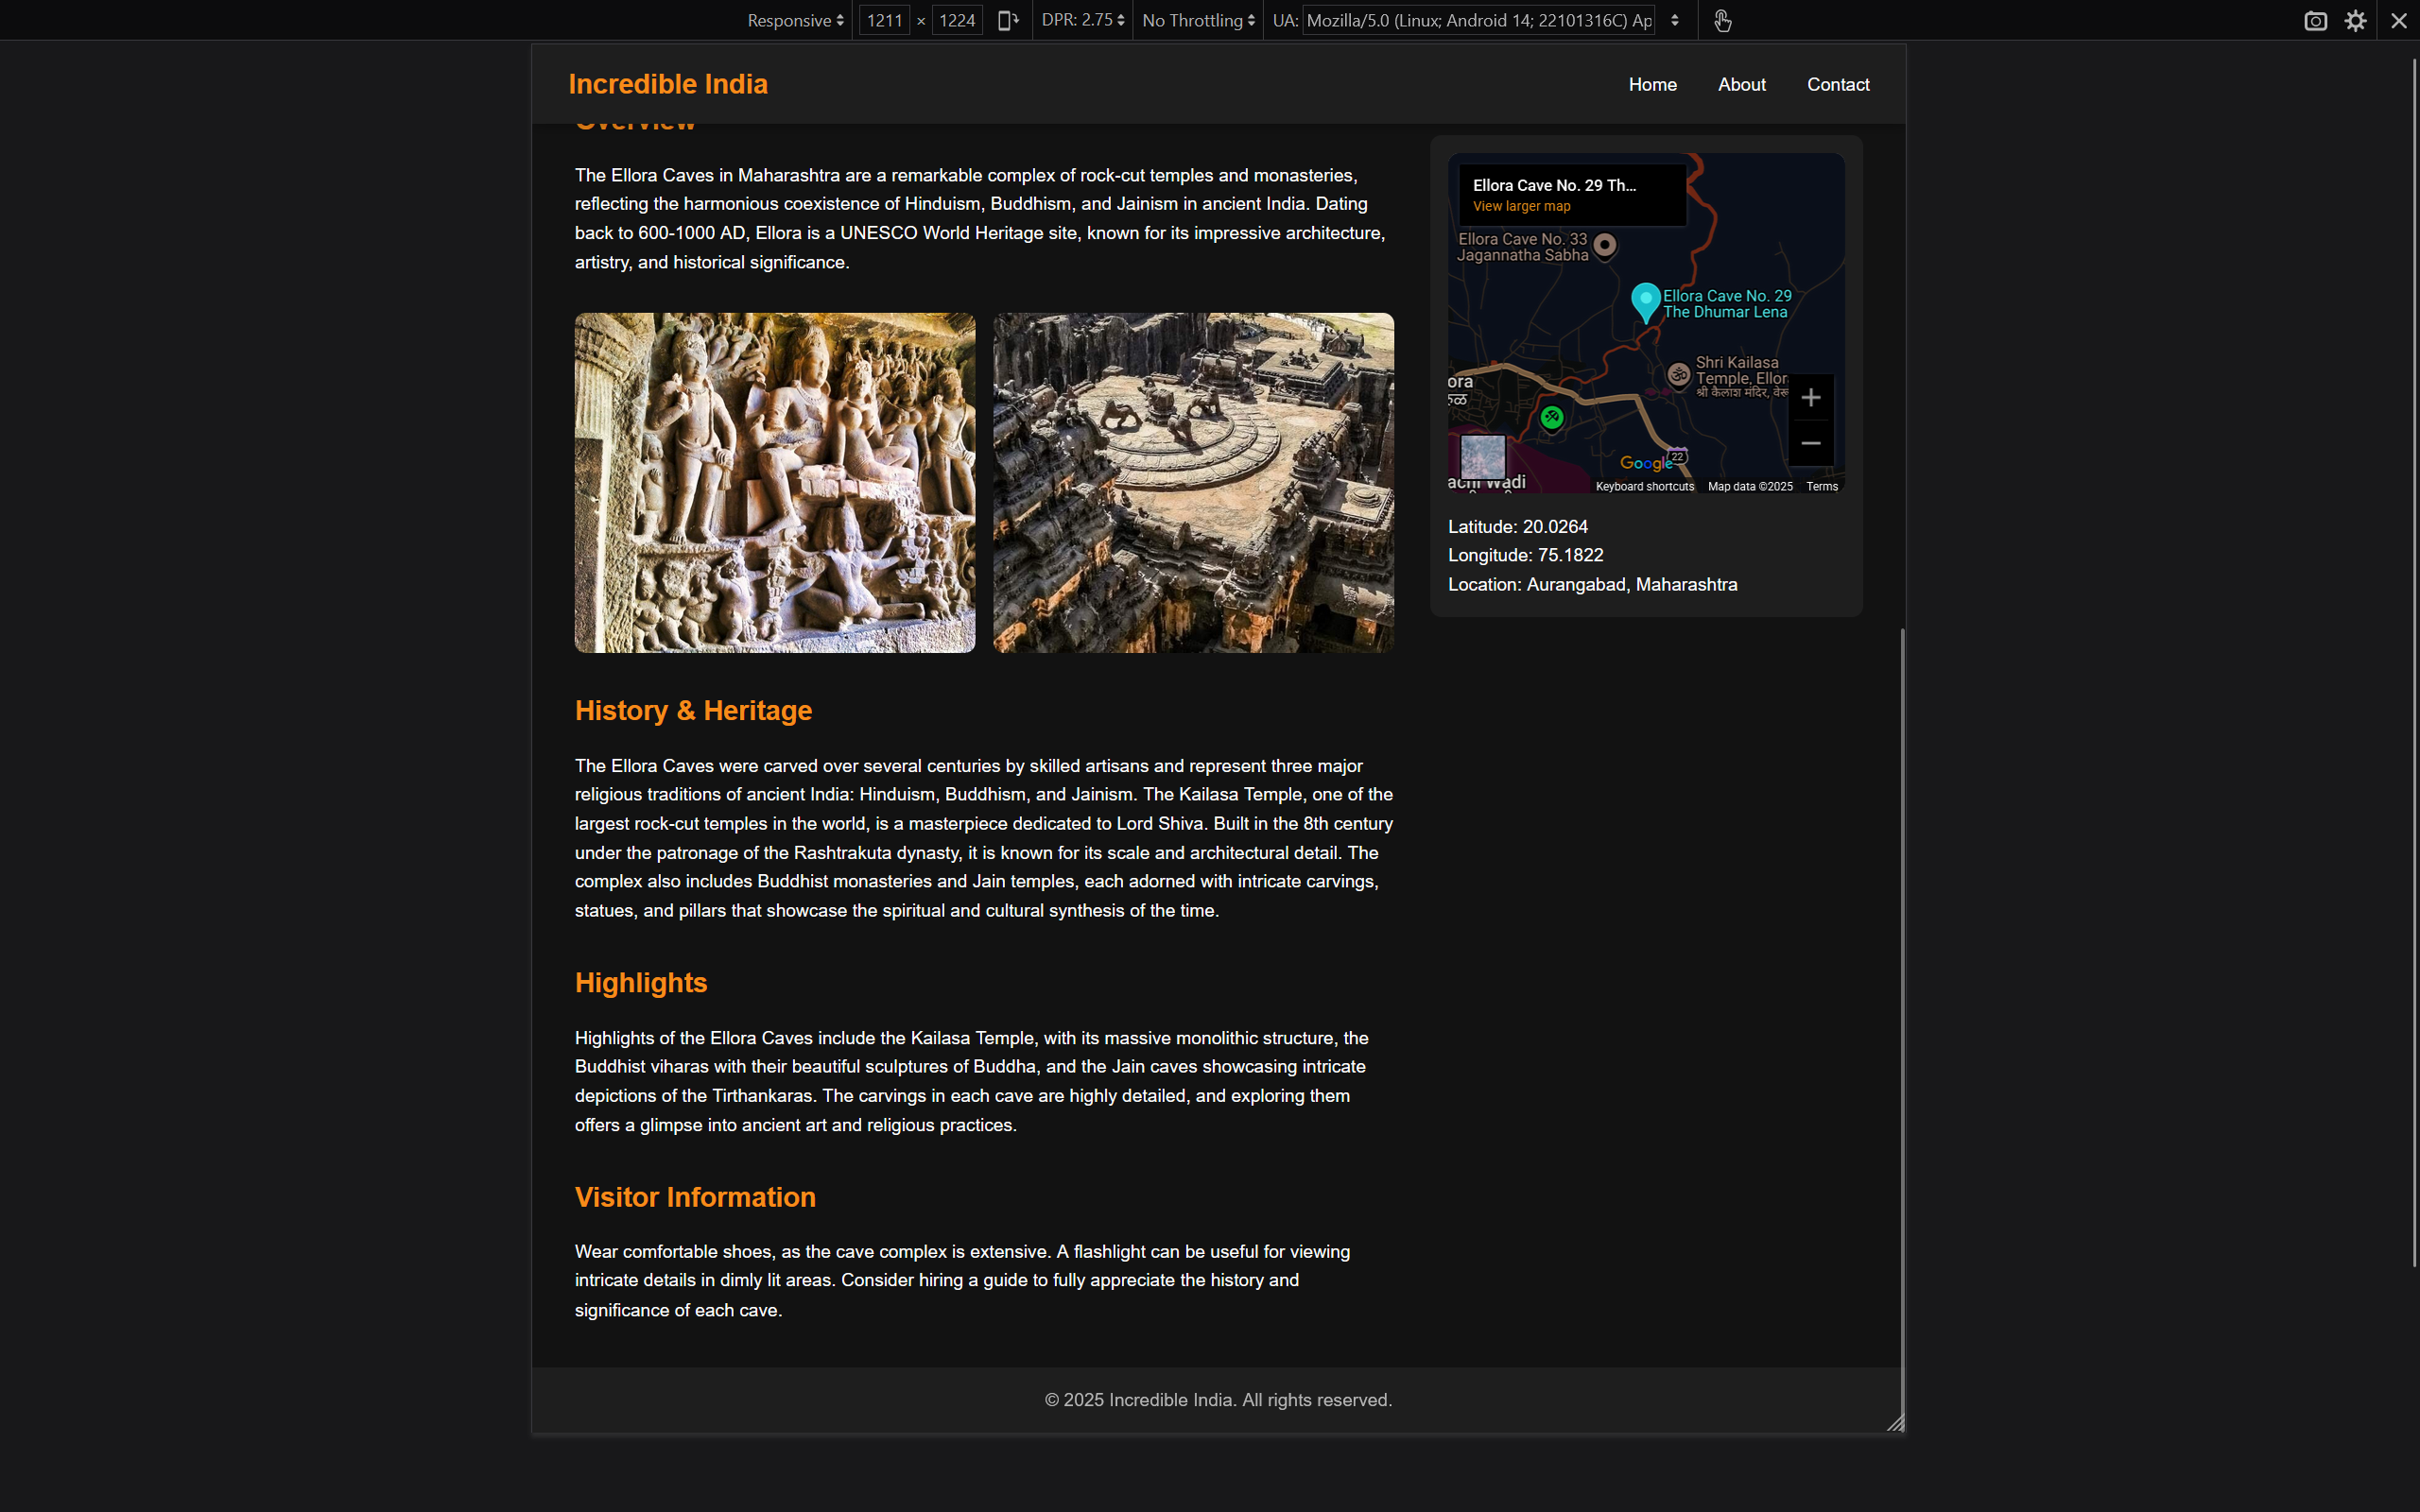 Responsive 1211 × 1224 DPR: 2.75 No Throttling UA: Mozilla/5.0 (Linux; Android 14; 22101316C) Ap
Incredible India
Home About Contact
Overview
The Ellora Caves in Maharashtra are a remarkable complex of rock-cut temples and monasteries,
reflecting the harmonious coexistence of Hinduism, Buddhism, and Jainism in ancient India. Dating
back to 600-1000 AD, Ellora is a UNESCO World Heritage site, known for its impressive architecture,
artistry, and historical significance.
Ellora Cave No. 29 Th...
View larger map
Ellora Cave No. 33
Jagannatha Sabha
Ellora Cave No. 29
The Dhumar Lena
Shri Kailasa
Temple, Ellor
श्री कैलाश मंदिर, वेरू
ora
22
Google
Keyboard shortcuts Map data ©2025 Terms
Latitude: 20.0264
Longitude: 75.1822
Location: Aurangabad, Maharashtra
History & Heritage
The Ellora Caves were carved over several centuries by skilled artisans and represent three major
religious traditions of ancient India: Hinduism, Buddhism, and Jainism. The Kailasa Temple, one of the
largest rock-cut temples in the world, is a masterpiece dedicated to Lord Shiva. Built in the 8th century
under the patronage of the Rashtrakuta dynasty, it is known for its scale and architectural detail. The
complex also includes Buddhist monasteries and Jain temples, each adorned with intricate carvings,
statues, and pillars that showcase the spiritual and cultural synthesis of the time.
Highlights
Highlights of the Ellora Caves include the Kailasa Temple, with its massive monolithic structure, the
Buddhist viharas with their beautiful sculptures of Buddha, and the Jain caves showcasing intricate
depictions of the Tirthankaras. The carvings in each cave are highly detailed, and exploring them
offers a glimpse into ancient art and religious practices.
Visitor Information
Wear comfortable shoes, as the cave complex is extensive. A flashlight can be useful for viewing
intricate details in dimly lit areas. Consider hiring a guide to fully appreciate the history and
significance of each cave.
© 2025 Incredible India. All rights reserved.